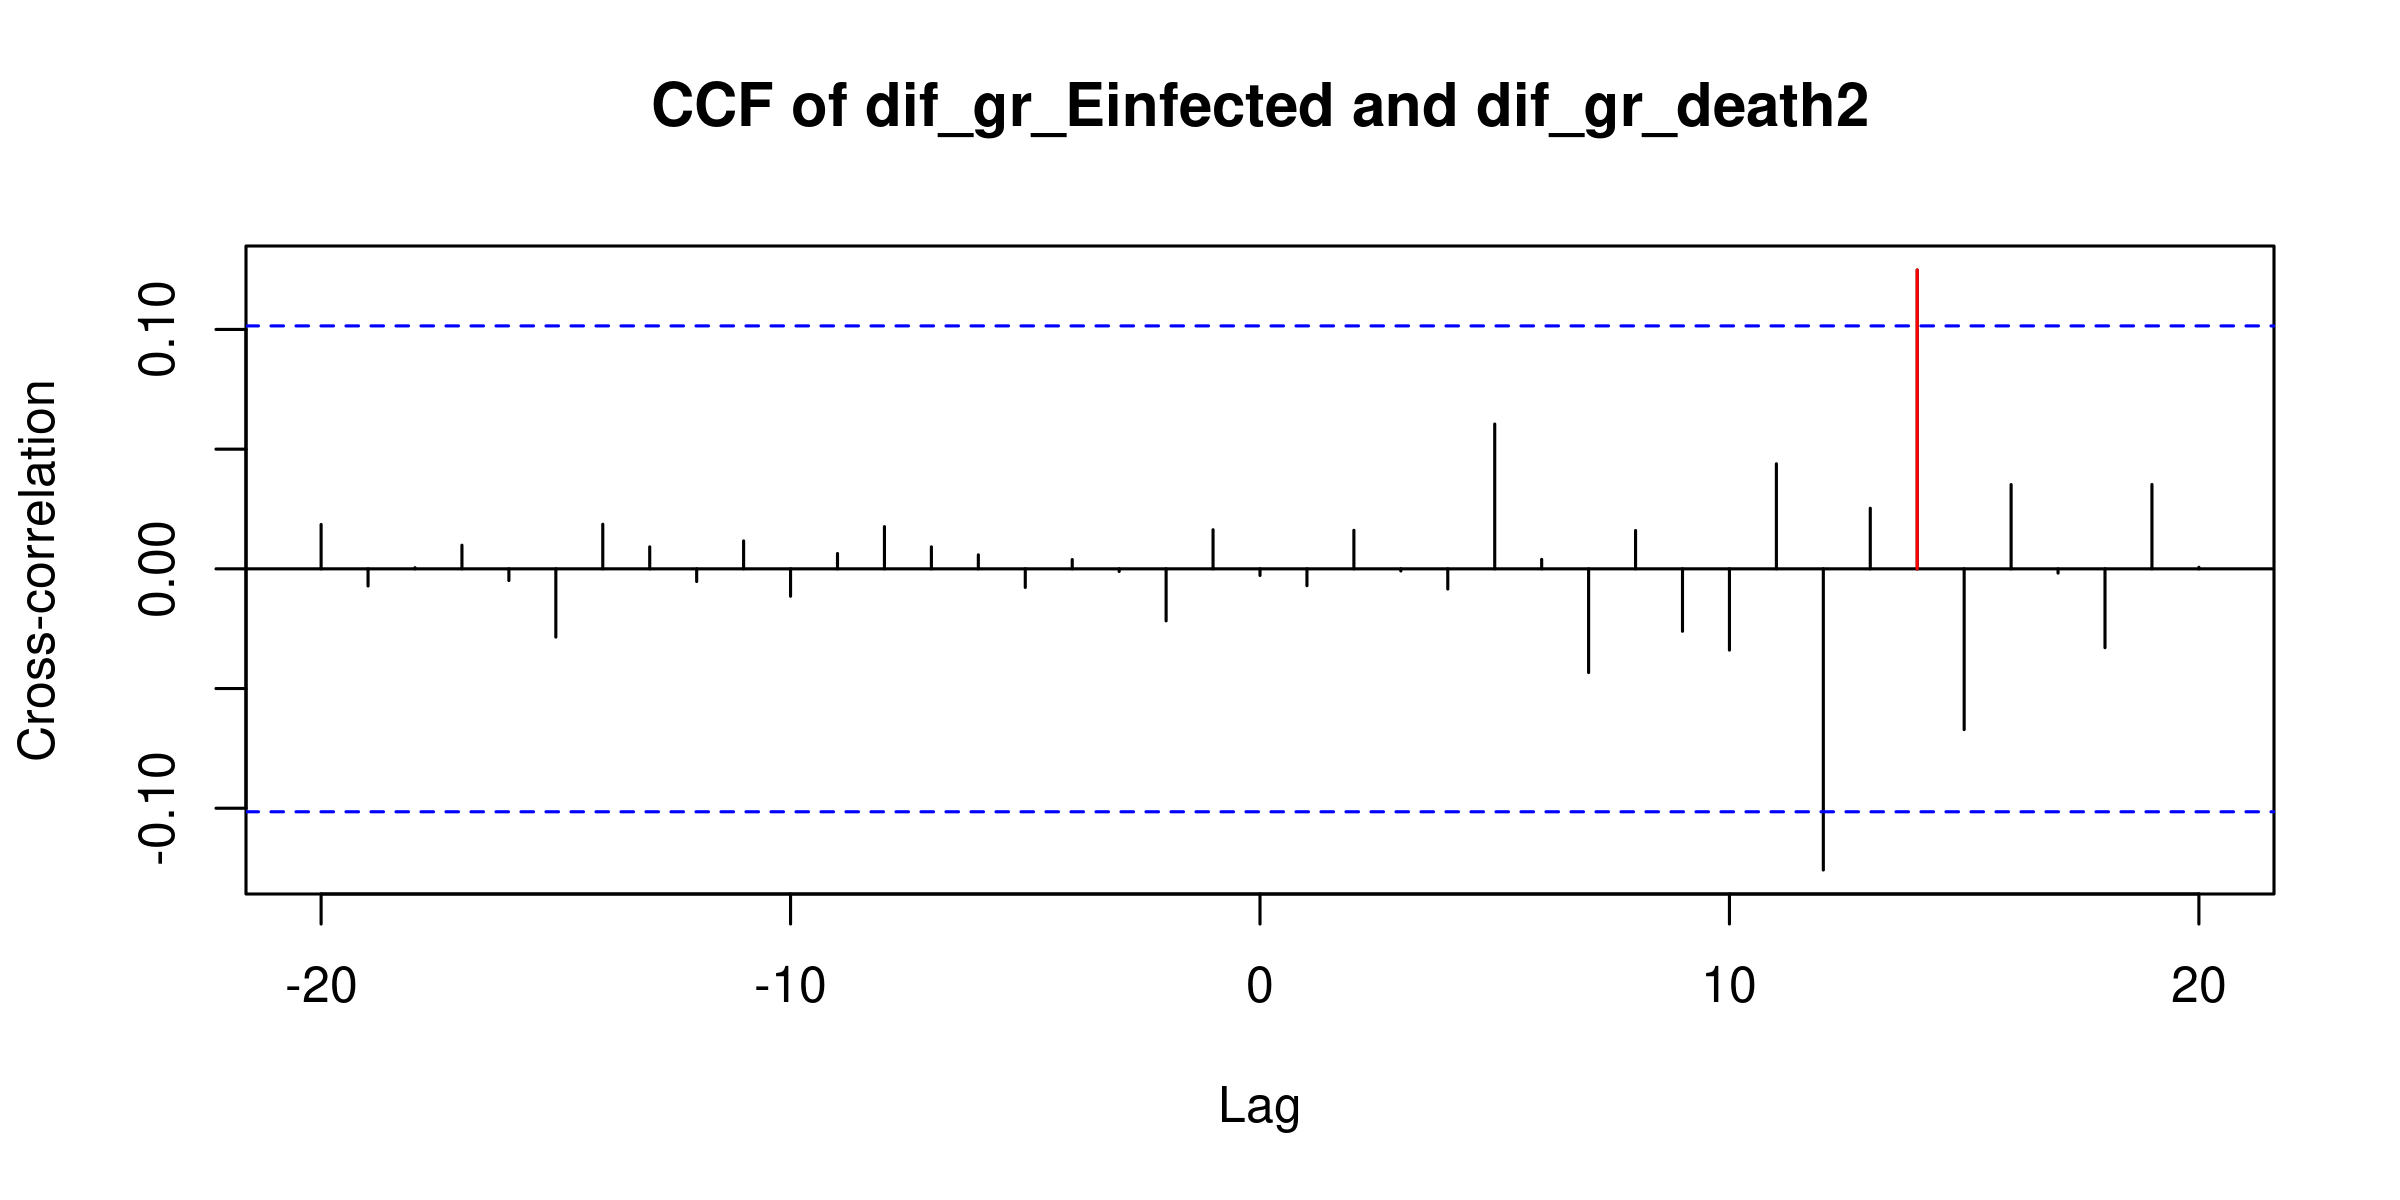 CCF of dif_gr_Einfected and dif_gr_death2
Cross-correlation
0.10
0.00
-0.10
-20 -10 0 10 20
Lag